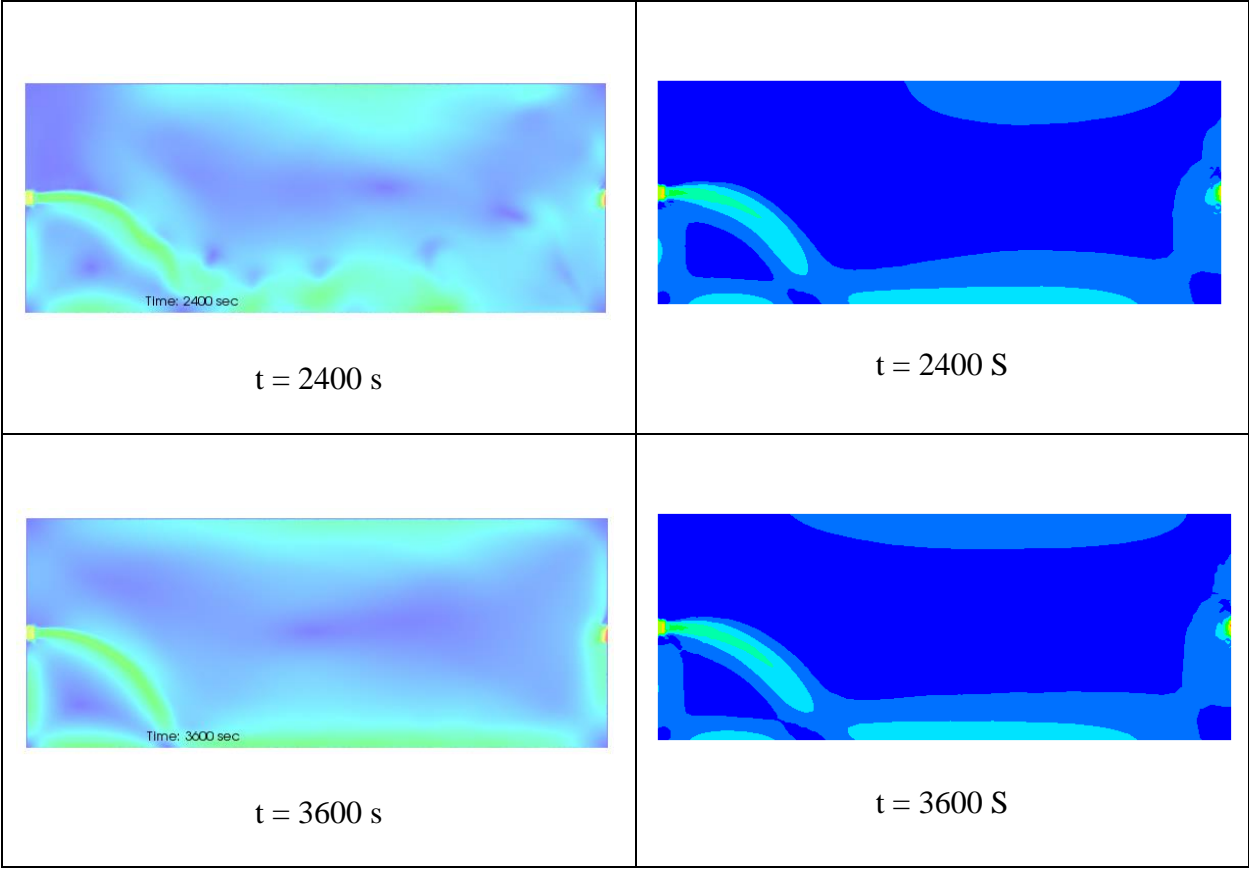 Time: 2400 sec
t = 2400 s
t = 2400 S
Time: 3600 sec
t = 3600 s
t = 3600 S